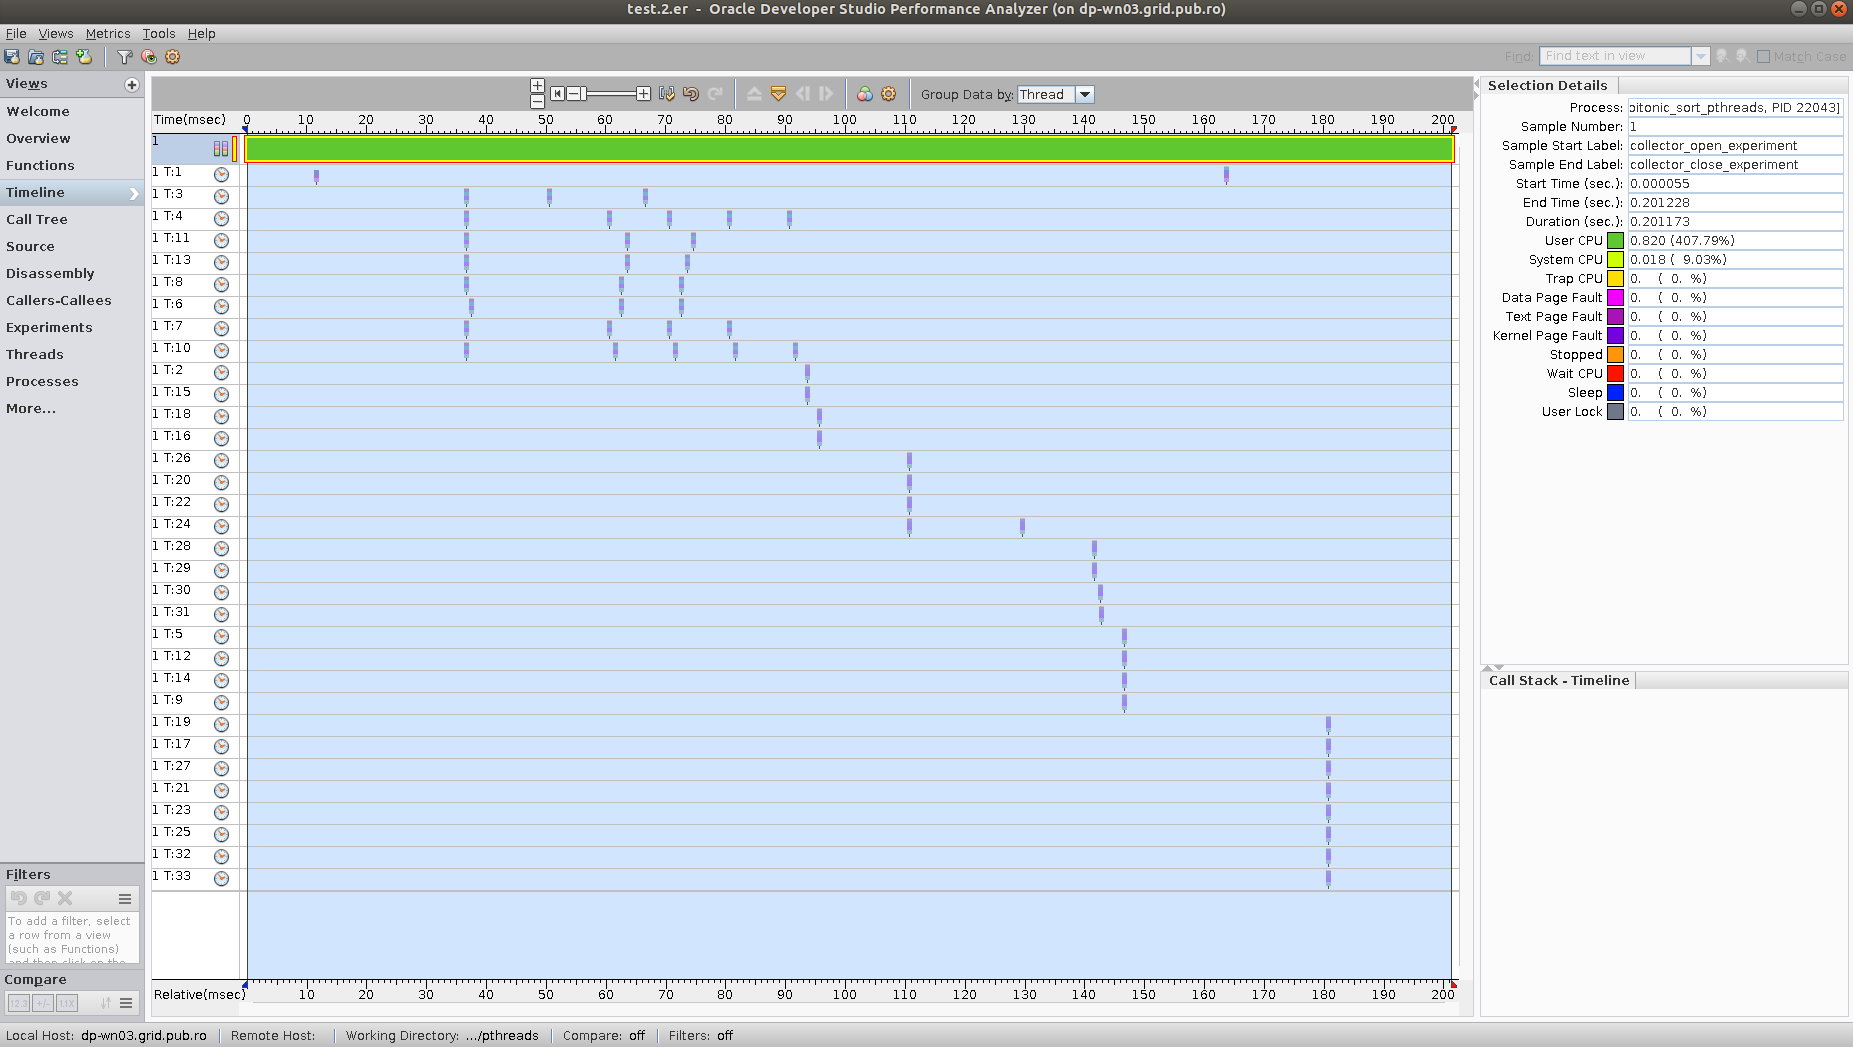 test.2.er - Oracle Developer Studio Performance Analyzer (on dp-wn03.grid.pub.ro)
File Views Metrics Tools Help
Find: Find text in view Match Case
Views
Welcome
Overview
Functions
Timeline
Call Tree
Source
Disassembly
Callers-Callees
Experiments
Threads
Processes
More...
Filters
To add a filter, select
a row from a view
(such as Functions)
and then click on the
Compare
12.3 +/- 11X
Group Data by: Thread
Time(msec) 0 10 20 30 40 50 60 70 80 90 100 110 120 130 140 150 160 170 180 190 200
1
1 T:1
1 T:3
1 T:4
1 T:11
1 T:13
1 T:8
1 T:6
1 T:7
1 T:10
1 T:2
1 T:15
1 T:18
1 T:16
1 T:26
1 T:20
1 T:22
1 T:24
1 T:28
1 T:29
1 T:30
1 T:31
1 T:5
1 T:12
1 T:14
1 T:9
1 T:19
1 T:17
1 T:27
1 T:21
1 T:23
1 T:25
1 T:32
1 T:33
Relative(msec) 10 20 30 40 50 60 70 80 90 100 110 120 130 140 150 160 170 180 190 200
Selection Details
Process: bitonic_sort_pthreads, PID 22043]
Sample Number: 1
Sample Start Label: collector_open_experiment
Sample End Label: collector_close_experiment
Start Time (sec.): 0.000055
End Time (sec.): 0.201228
Duration (sec.): 0.201173
User CPU 0.820 (407.79%)
System CPU 0.018 ( 9.03%)
Trap CPU 0. ( 0. %)
Data Page Fault 0. ( 0. %)
Text Page Fault 0. ( 0. %)
Kernel Page Fault 0. ( 0. %)
Stopped 0. ( 0. %)
Wait CPU 0. ( 0. %)
Sleep 0. ( 0. %)
User Lock 0. ( 0. %)
Call Stack - Timeline
Local Host: dp-wn03.grid.pub.ro Remote Host: Working Directory: .../pthreads Compare: off Filters: off